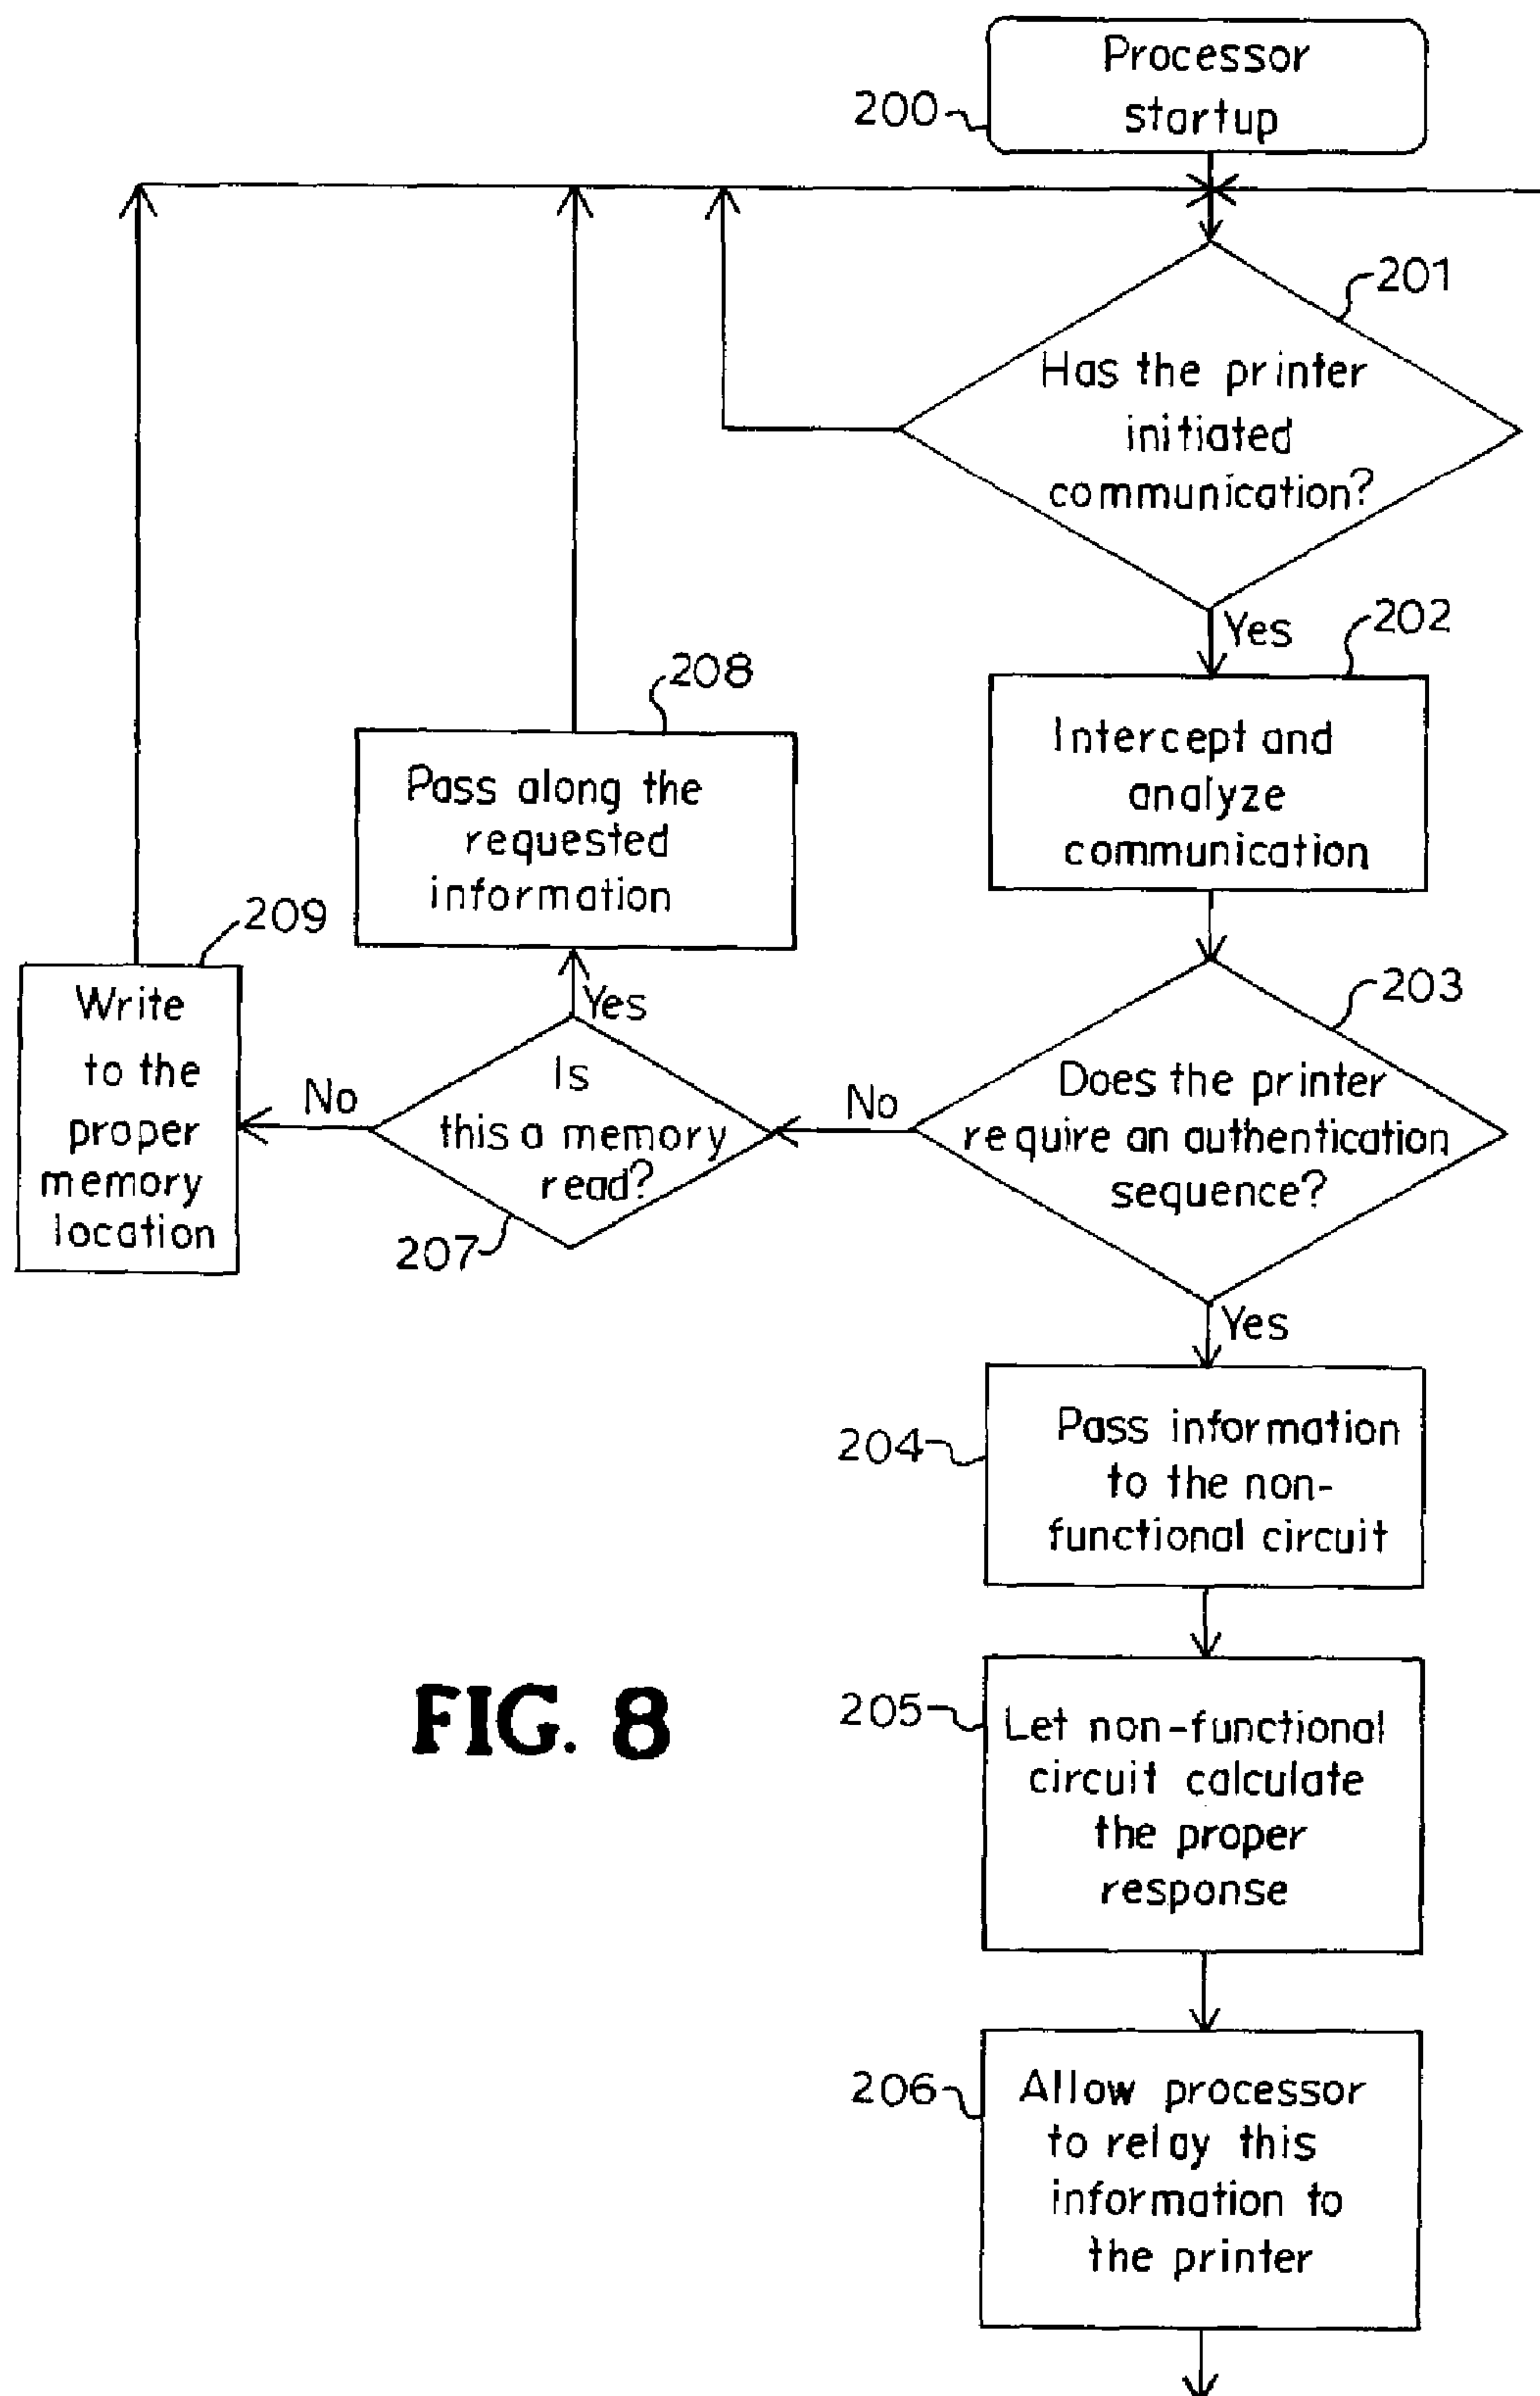 Processor
startup
200
201
Has the printer
initiated
communication?
Yes
202
Intercept and
analyze
communication
208
Pass along the
requested
information
209
Write
to the
proper
memory
location
Yes
Is
this a memory
read?
207
No
No
203
Does the printer
require an authentication
sequence?
Yes
204
Pass information
to the non-
functional circuit
205
Let non-functional
circuit calculate
the proper
response
FIG. 8
206
Allow processor
to relay this
information to
the printer